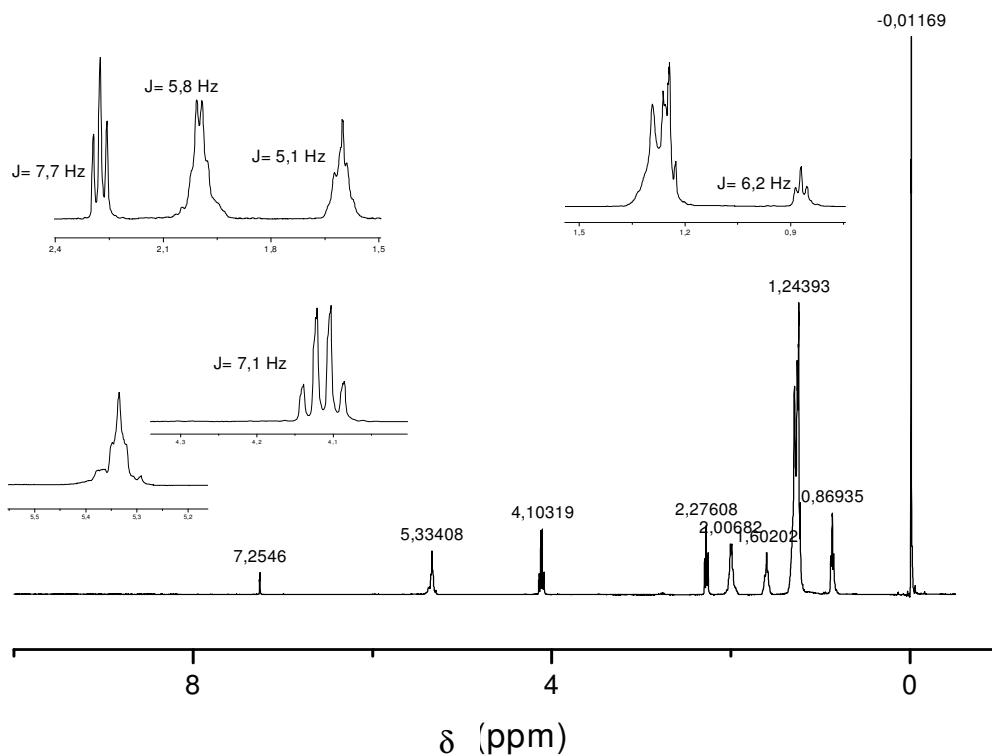 -0,01169
J= 5,8 Hz
J= 7,7 Hz
J= 5,1 Hz
J= 6,2 Hz
2,4 2,1 1,8 1,5
1,5 1,2 0,9
1,24393
J= 7,1 Hz
4,3 4,2 4,1
5,5 5,4 5,3 5,2
7,2546
5,33408
4,10319
2,27608
2,00682
1,60202
0,86935
8 4 0
δ (ppm)